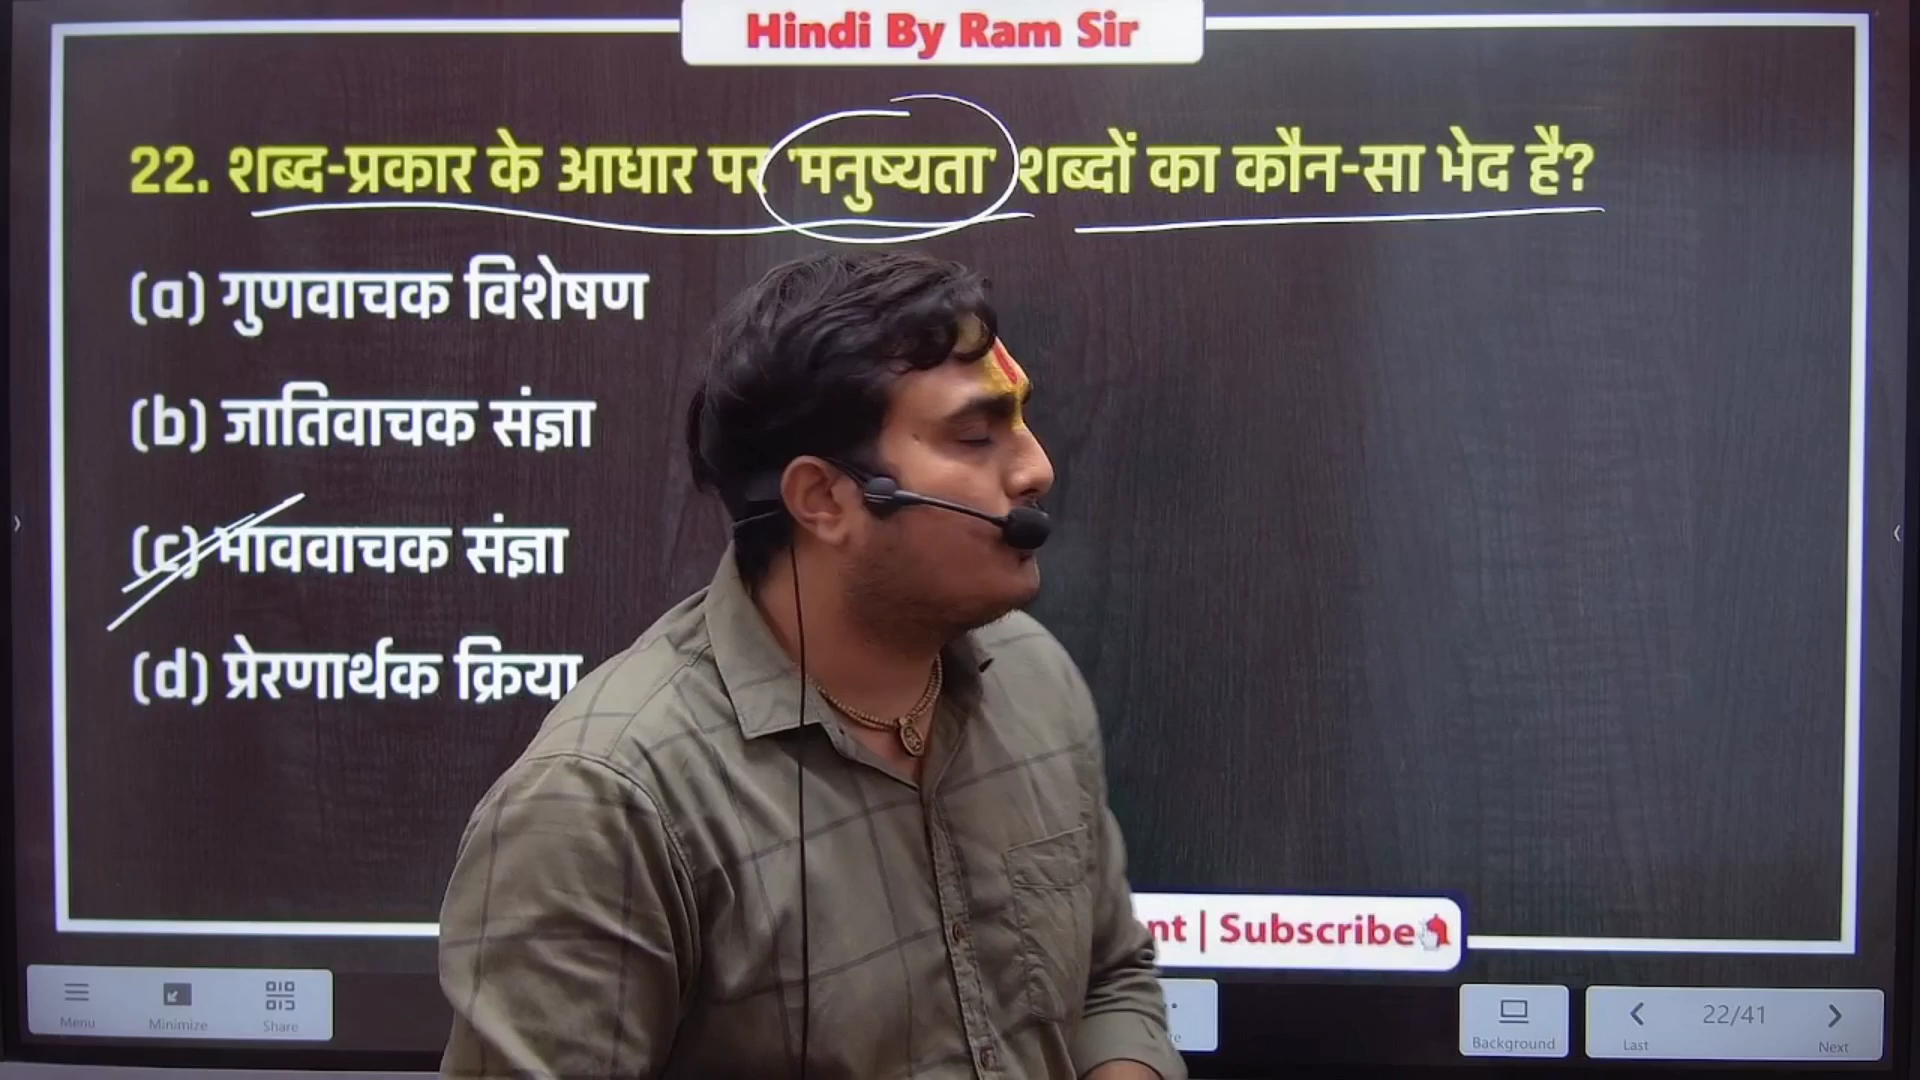 Hindi By Ram Sir
22. शब्द-प्रकार के आधार पर 'मनुष्यता' शब्दों का कौन-सा भेद है?
(a) गुणवाचक विशेषण
(b) जातिवाचक संज्ञा
(c) भाववाचक संज्ञा
(d) प्रेरणार्थक क्रिया
nt | Subscribe
Menu
Minimize
Share
Background
Last
22/41
Next